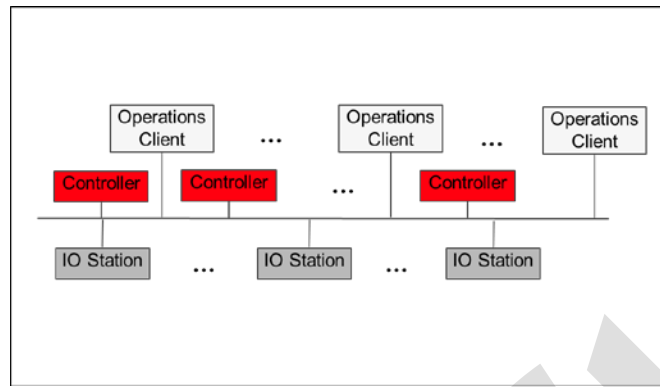 Operations
Client
...
Operations
Client
...
Operations
Client
Controller
Controller
...
Controller
IO Station
...
IO Station
...
IO Station